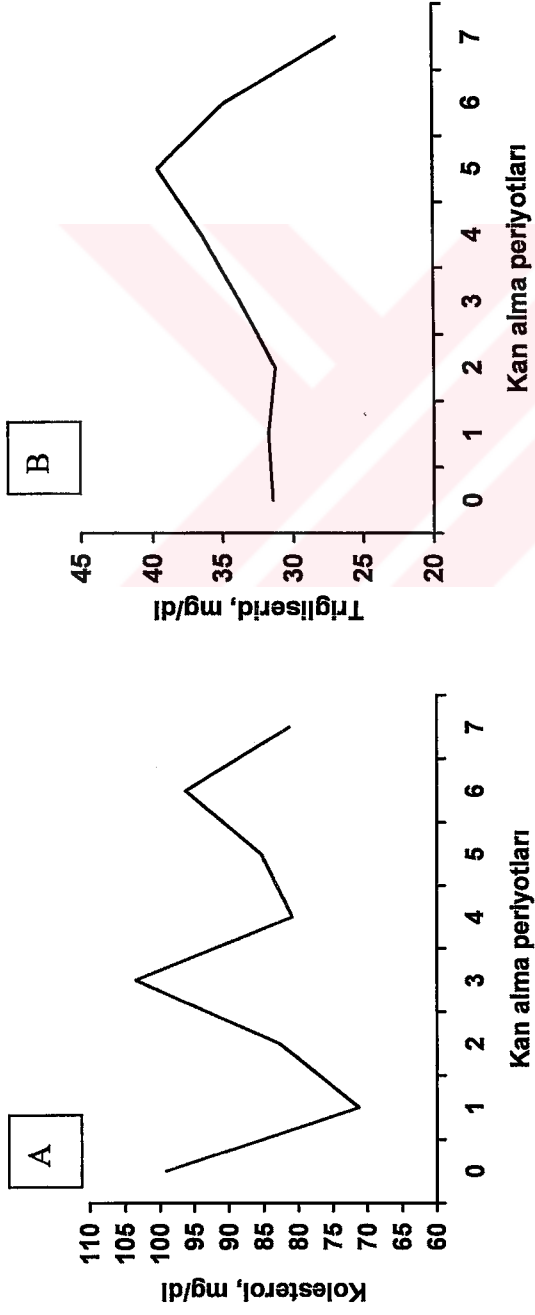 A
Kolesterol, mg/dl
110
105
100
95
90
85
80
75
70
65
60
0 1 2 3 4 5 6 7
Kan alma periyotları
B
Trigliserid, mg/dl
45
40
35
30
25
20
0 1 2 3 4 5 6 7
Kan alma periyotları